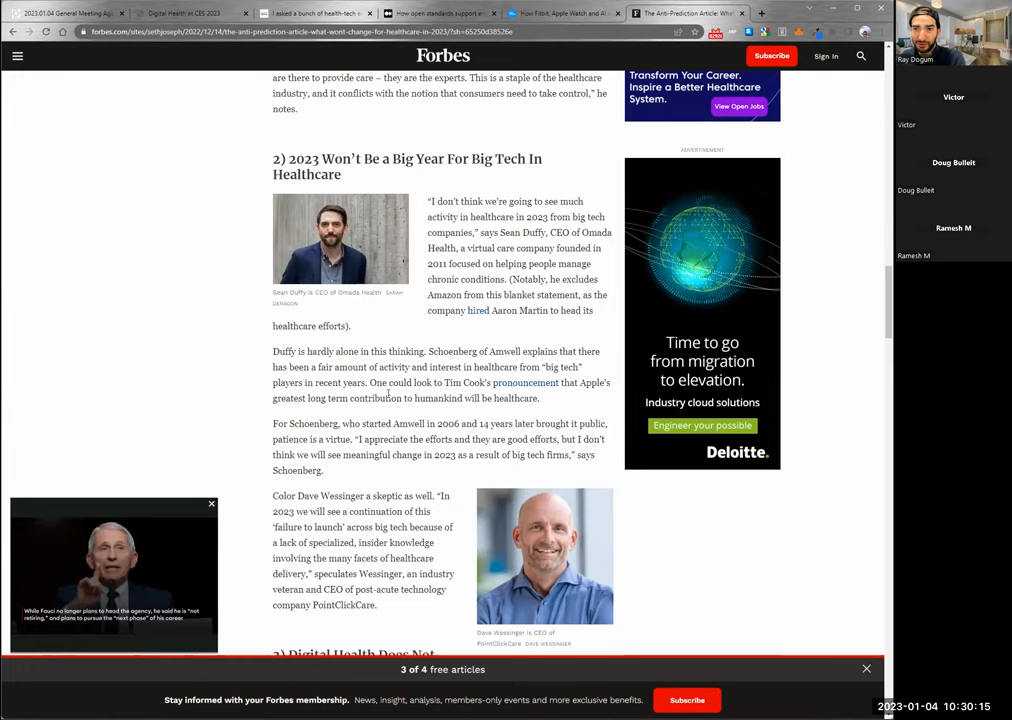 2023.01.04 General Meeting Ag
Digital Health at CES 2023
I asked a bunch of health-tech e
How open standards support e
How Fitbit, Apple Watch and AI
The Anti-Prediction Article: Wha
forbes.com/sites/sethjoseph/2022/12/14/the-anti-prediction-article-what-wont-change-for-healthcare-in-2023/?sh=65250d38526e
Forbes
Subscribe
Sign In
are there to provide care – they are the experts. This is a staple of the healthcare
industry, and it conflicts with the notion that consumers need to take control,” he
notes.
Transform Your Career.
Inspire a Better Healthcare
System.
View Open Jobs
ADVERTISEMENT
2) 2023 Won’t Be a Big Year For Big Tech In
Healthcare
“I don’t think we’re going to see much
activity in healthcare in 2023 from big tech
companies,” says Sean Duffy, CEO of Omada
Health, a virtual care company founded in
2011 focused on helping people manage
chronic conditions. (Notably, he excludes
Amazon from this blanket statement, as the
company hired Aaron Martin to head its
healthcare efforts).
Sean Duffy is CEO of Omada Health SARAH
DERAGON
Duffy is hardly alone in this thinking. Schoenberg of Amwell explains that there
has been a fair amount of activity and interest in healthcare from “big tech”
players in recent years. One could look to Tim Cook’s pronouncement that Apple’s
greatest long term contribution to humankind will be healthcare.
For Schoenberg, who started Amwell in 2006 and 14 years later brought it public,
patience is a virtue. “I appreciate the efforts and they are good efforts, but I don’t
think we will see meaningful change in 2023 as a result of big tech firms,” says
Schoenberg.
Color Dave Wessinger a skeptic as well. “In
2023 we will see a continuation of this
‘failure to launch’ across big tech because of
a lack of specialized, insider knowledge
involving the many facets of healthcare
delivery,” speculates Wessinger, an industry
veteran and CEO of post-acute technology
company PointClickCare.
Dave Wessinger is CEO of
PointClickCare DAVE WESSINGER
3) Digital Health Does Not
Time to go
from migration
to elevation.
Industry cloud solutions
Engineer your possible
Deloitte.
While Fauci no longer plans to head the agency, he said he is "not
retiring," and plans to pursue the "next phase" of his career
3 of 4 free articles
Stay informed with your Forbes membership. News, insight, analysis, members-only events and more exclusive benefits.
Subscribe
Ray Dogum
Victor
Victor
Doug Bulleit
Doug Bulleit
Ramesh M
Ramesh M
2023-01-04 10:30:15